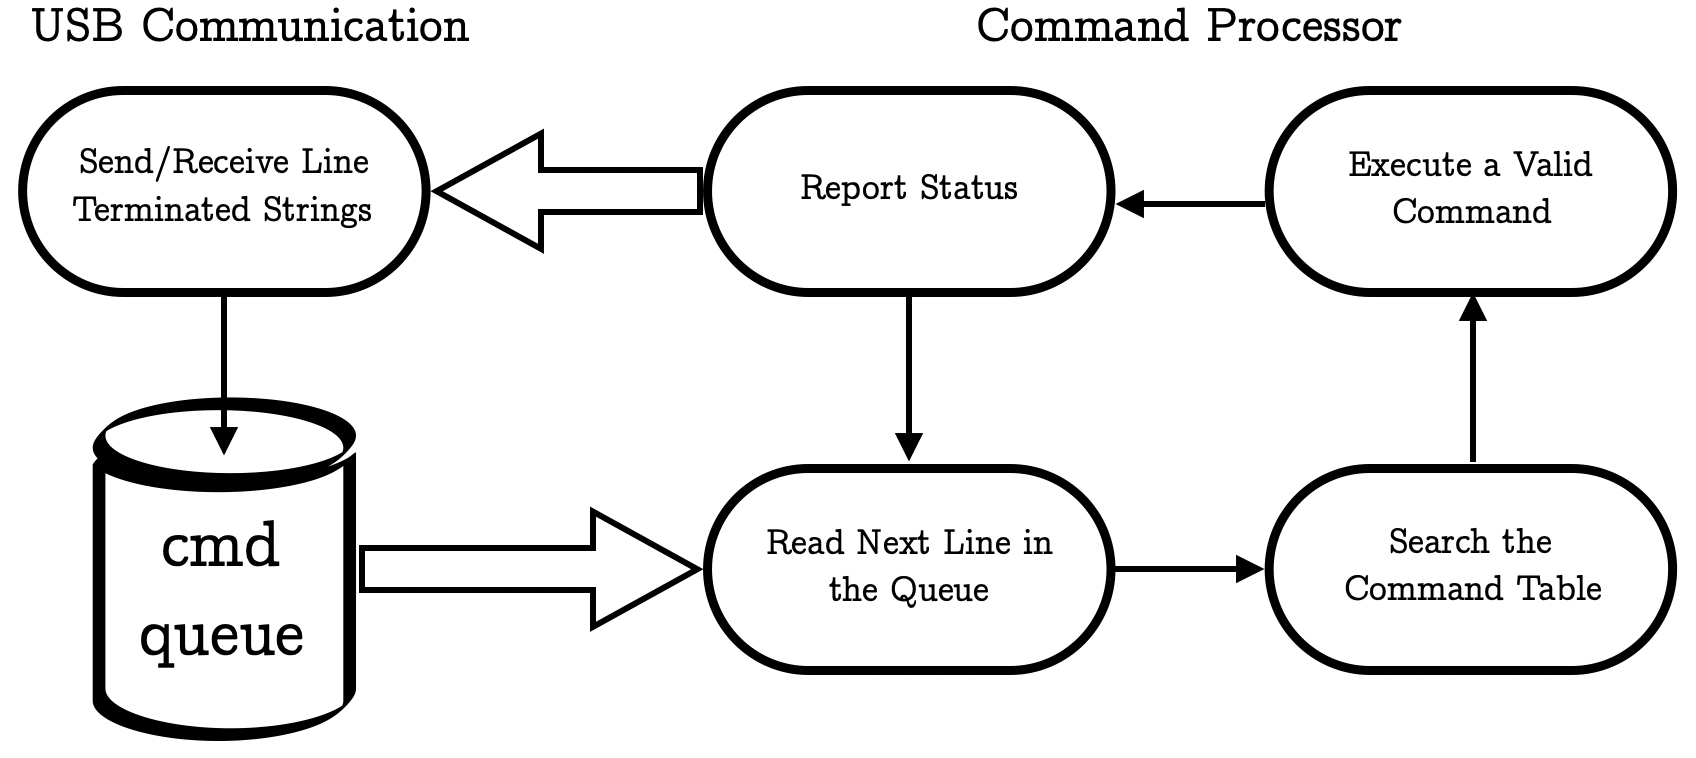 USB Communication
Command Processor
Send/Receive Line
Terminated Strings
Report Status
Execute a Valid
Command
cmd
queue
Read Next Line in
the Queue
Search the
Command Table